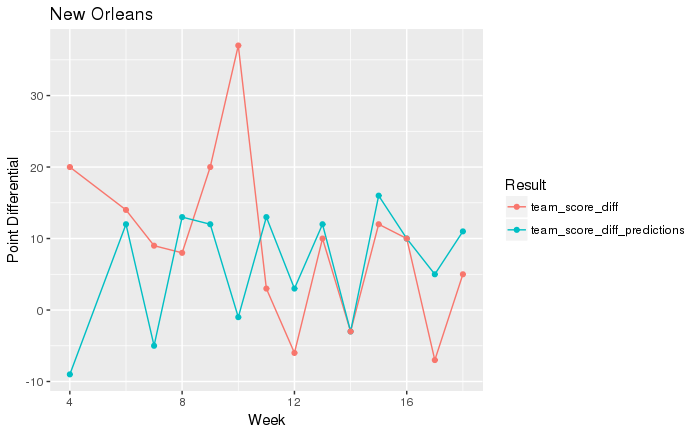 New Orleans
Point Differential
30
20
10
0
-10
4
8
12
16
Week
Result
team_score_diff
team_score_diff_predictions